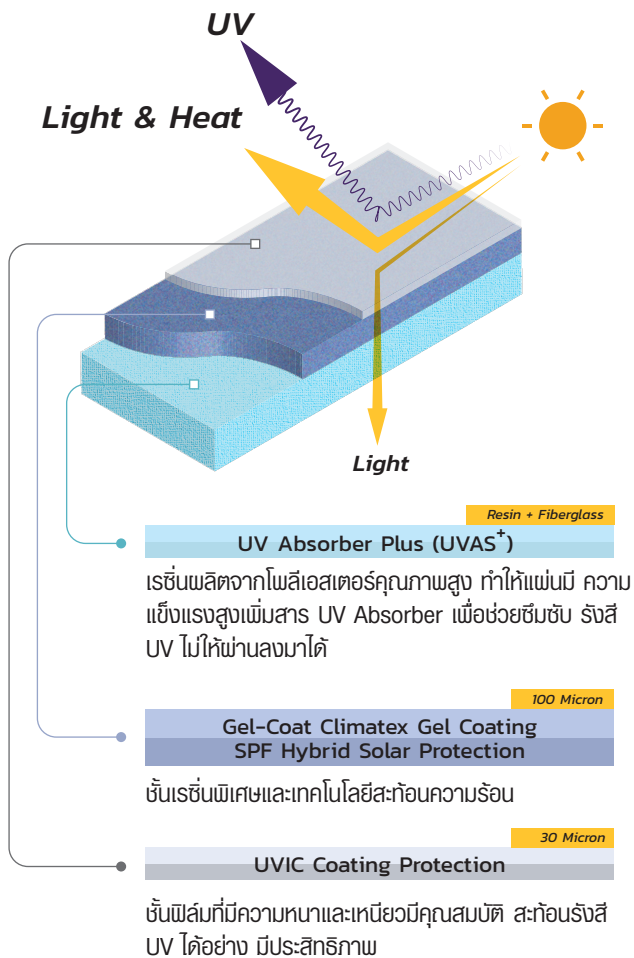 UV
Light & Heat
Light
Resin + Fiberglass
UV Absorber Plus (UVAS+)
เรซิ่นผลิตจากโพลีเอสเตอร์คุณภาพสูง ทำให้แผ่นมี ความ
แข็งแรงสูงเพิ่มสาร UV Absorber เพื่อช่วยซึมซับ รังสี
UV ไม่ให้ผ่านลงมาได้
100 Micron
Gel-Coat Climatex Gel Coating
SPF Hybrid Solar Protection
ชั้นเรซิ่นพิเศษและเทคโนโลยีสะท้อนความร้อน
30 Micron
UVIC Coating Protection
ชั้นฟิล์มที่มีความหนาและเหนียวมีคุณสมบัติ สะท้อนรังสี
UV ได้อย่าง มีประสิทธิภาพ